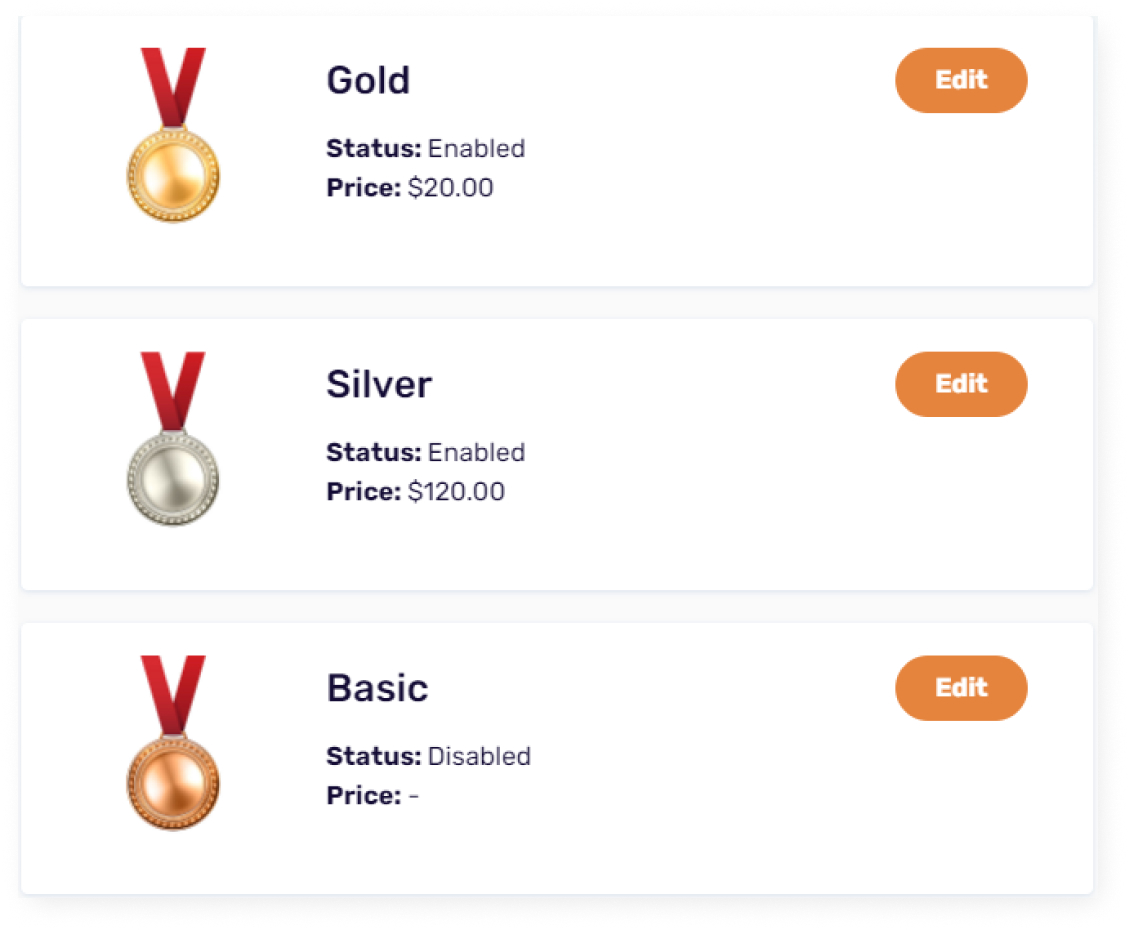 Gold
Edit
Status: Enabled
Price: $20.00
Silver
Edit
Status: Enabled
Price: $120.00
Basic
Edit
Status: Disabled
Price: -